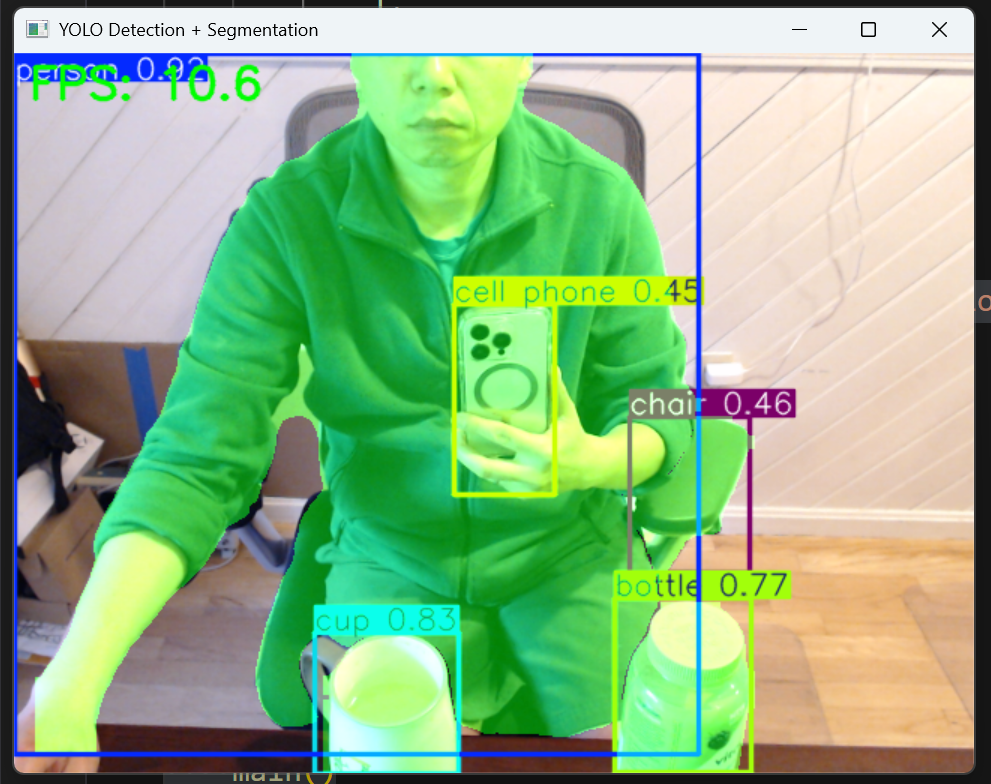 YOLO Detection + Segmentation
person 0.92
FPS: 10.6
cell phone 0.45
chair 0.46
bottle 0.77
cup 0.83
main()